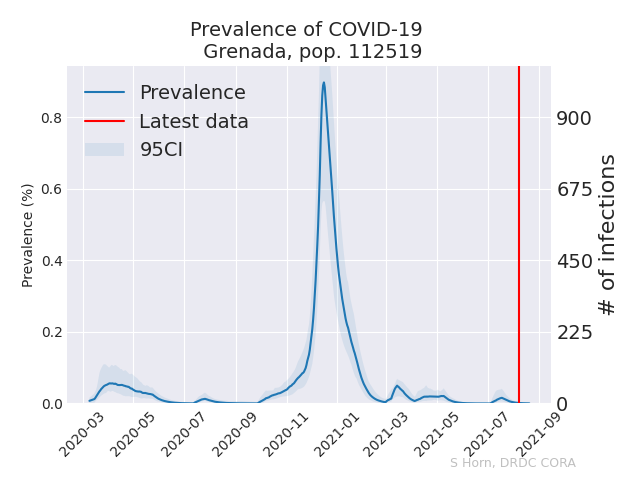 Prevalence of COVID-19
Grenada, pop. 112519
Prevalence
Latest data
95CI
Prevalence (%)
0.8
0.6
0.4
0.2
0.0
900
675
450
225
0
# of infections
2020-03
2020-05
2020-07
2020-09
2020-11
2021-01
2021-03
2021-05
2021-07
2021-09
S Horn, DRDC CORA